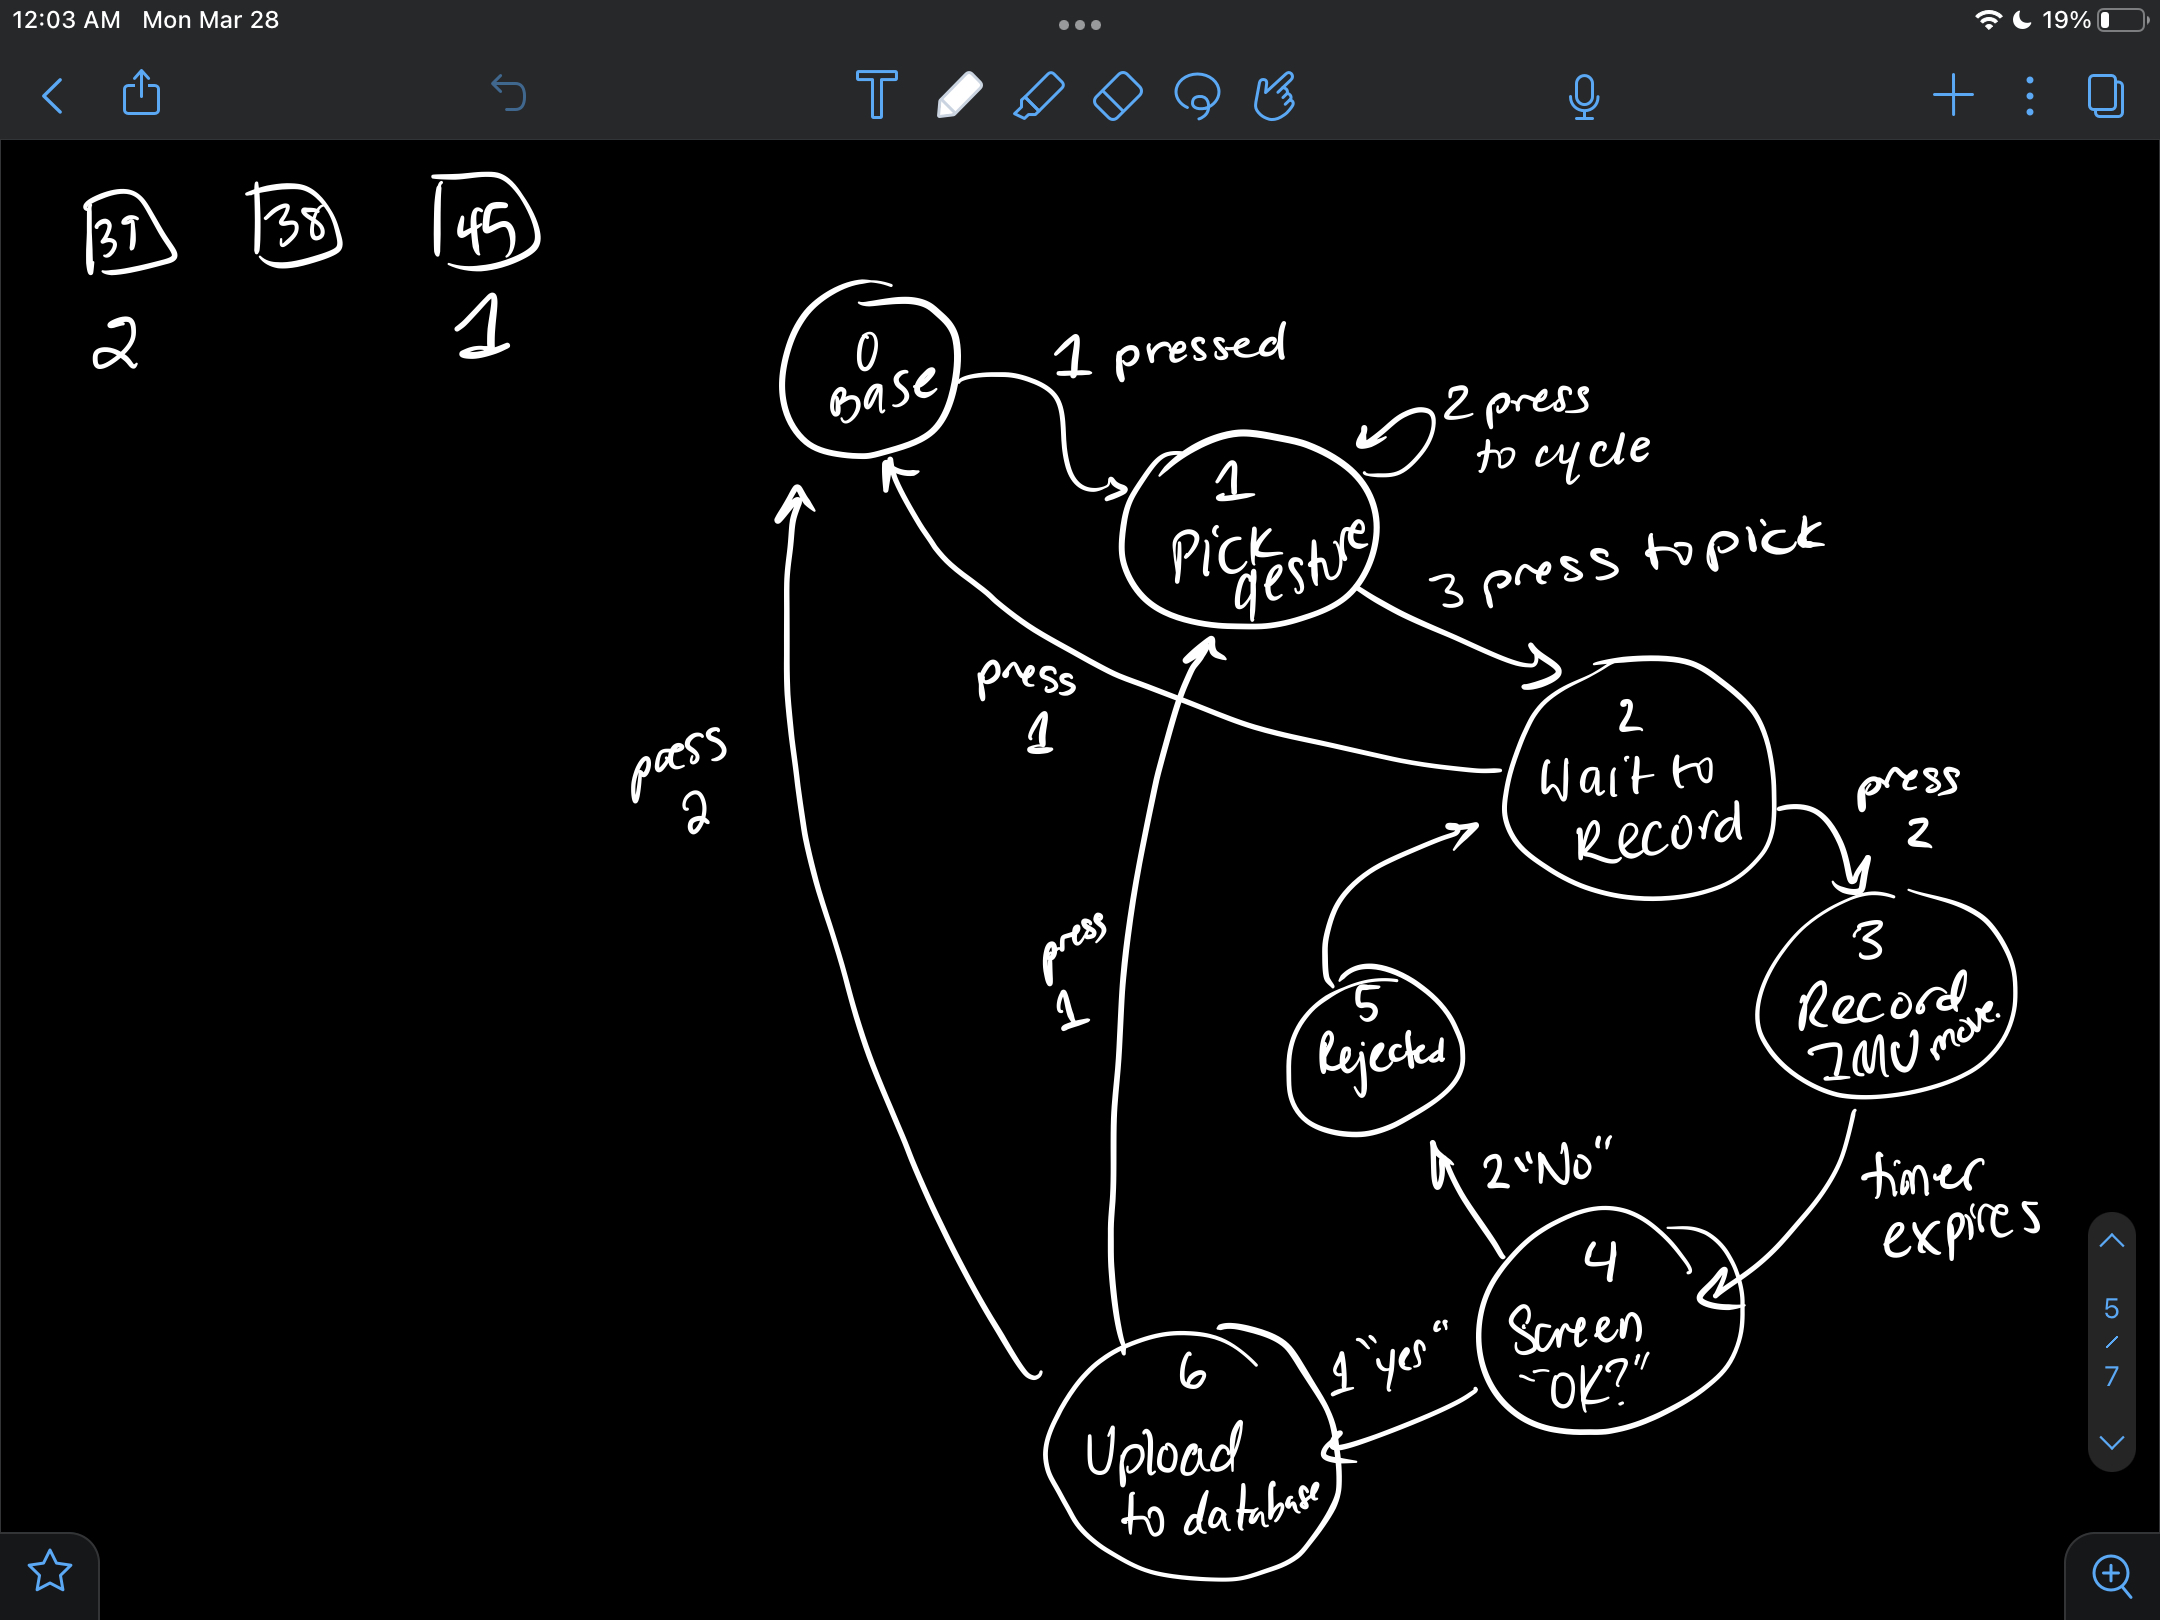 12:03 AM Mon Mar 28
19%
38
45
2
1
0
Base
1 pressed
2 press
to cycle
1
Pick
gesture
3 press to pick
press
1
2
Wait to
Record
press
2
press
2
3
Record
IMU move.
press
1
5
Rejected
2 "No"
timer
expires
4
Screen
"OK?"
1 "yes"
6
Upload
to database
5
/
7